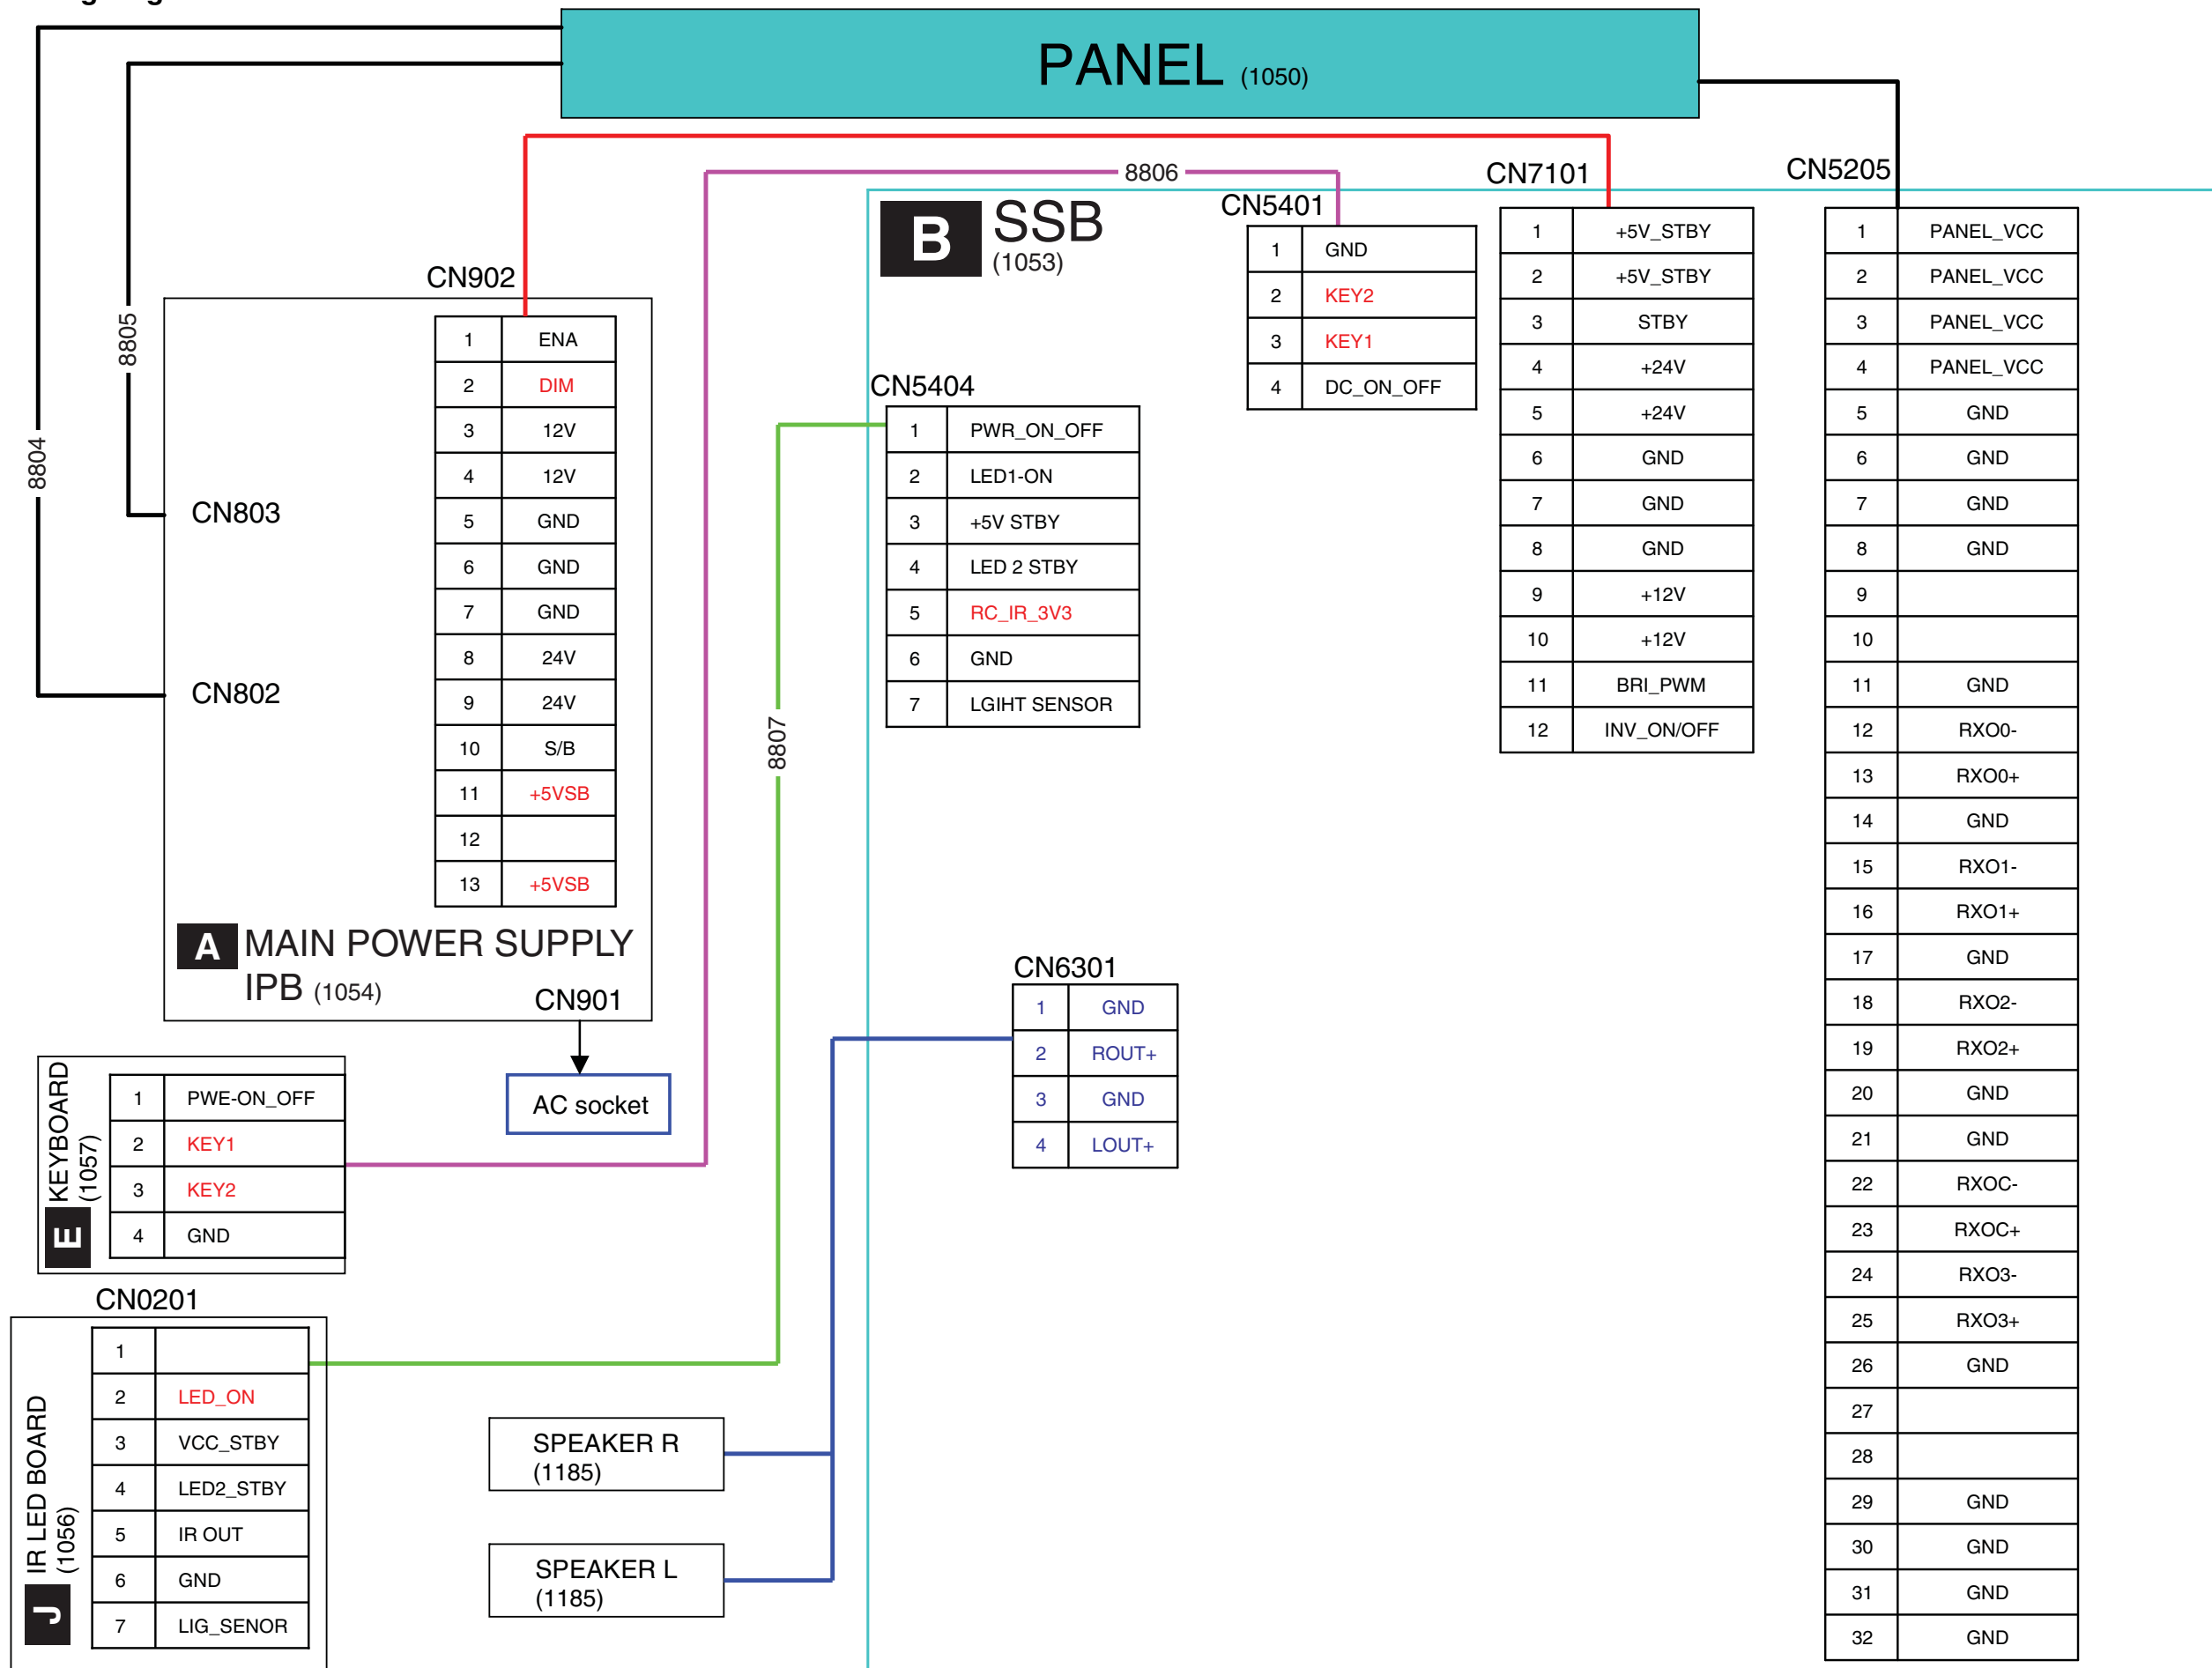 PANEL (1050)
8806
CN7101
CN5205
CN5401
B SSB
(1053)
1 GND
2 KEY2
3 KEY1
4 DC_ON_OFF
1 +5V_STBY
2 +5V_STBY
3 STBY
4 +24V
5 +24V
6 GND
7 GND
8 GND
9 +12V
10 +12V
11 BRI_PWM
12 INV_ON/OFF
1 PANEL_VCC
2 PANEL_VCC
3 PANEL_VCC
4 PANEL_VCC
5 GND
6 GND
7 GND
8 GND
9
10
11 GND
12 RXO0-
13 RXO0+
14 GND
15 RXO1-
16 RXO1+
17 GND
18 RXO2-
19 RXO2+
20 GND
21 GND
22 RXOC-
23 RXOC+
24 RXO3-
25 RXO3+
26 GND
27
28
29 GND
30 GND
31 GND
32 GND
CN902
1 ENA
2 DIM
3 12V
4 12V
5 GND
6 GND
7 GND
8 24V
9 24V
10 S/B
11 +5VSB
12
13 +5VSB
8805
8804
CN803
CN802
A MAIN POWER SUPPLY
IPB (1054)
CN901
AC socket
CN5404
1 PWR_ON_OFF
2 LED1-ON
3 +5V STBY
4 LED 2 STBY
5 RC_IR_3V3
6 GND
7 LGIHT SENSOR
8807
CN6301
1 GND
2 ROUT+
3 GND
4 LOUT+
E KEYBOARD
(1057)
1 PWE-ON_OFF
2 KEY1
3 KEY2
4 GND
CN0201
J IR LED BOARD
(1056)
1
2 LED_ON
3 VCC_STBY
4 LED2_STBY
5 IR OUT
6 GND
7 LIG_SENOR
SPEAKER R
(1185)
SPEAKER L
(1185)